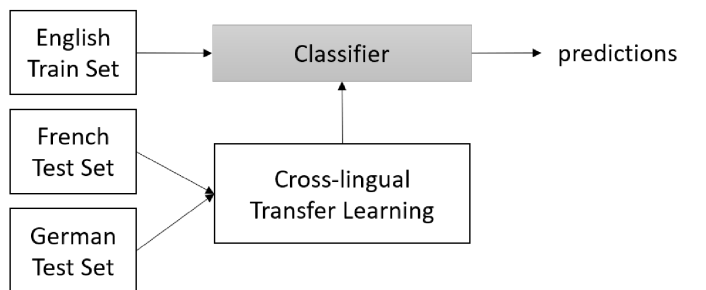 English
Train Set
Classifier
predictions
French
Test Set
Cross-lingual
Transfer Learning
German
Test Set